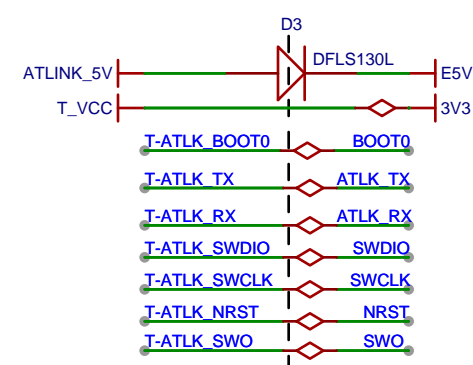 D3
ATLINK_5V DFLS130L E5V
T_VCC 3V3
T-ATLK_BOOT0 BOOT0
T-ATLK_TX ATLK_TX
T-ATLK_RX ATLK_RX
T-ATLK_SWDIO SWDIO
T-ATLK_SWCLK SWCLK
T-ATLK_NRST NRST
T-ATLK_SWO SWO